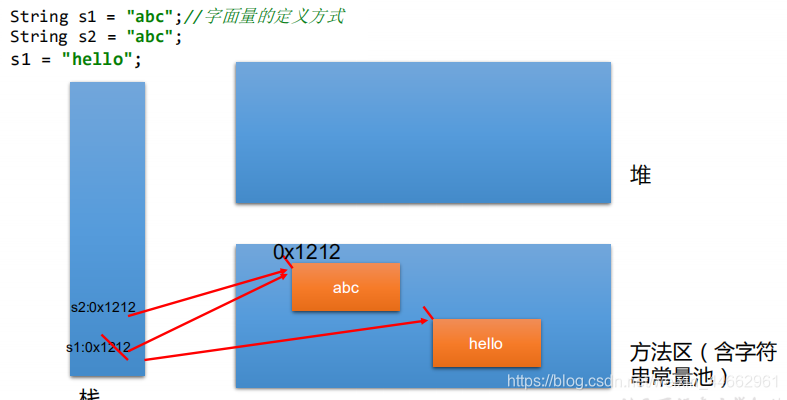 String s1 = "abc";//字面量的定义方式
String s2 = "abc";
s1 = "hello";
堆
0x1212
abc
s2:0x1212
s1:0x1212
hello
方法区（含字符
串常量池）
栈
https://blog.csdn.net/
4662961